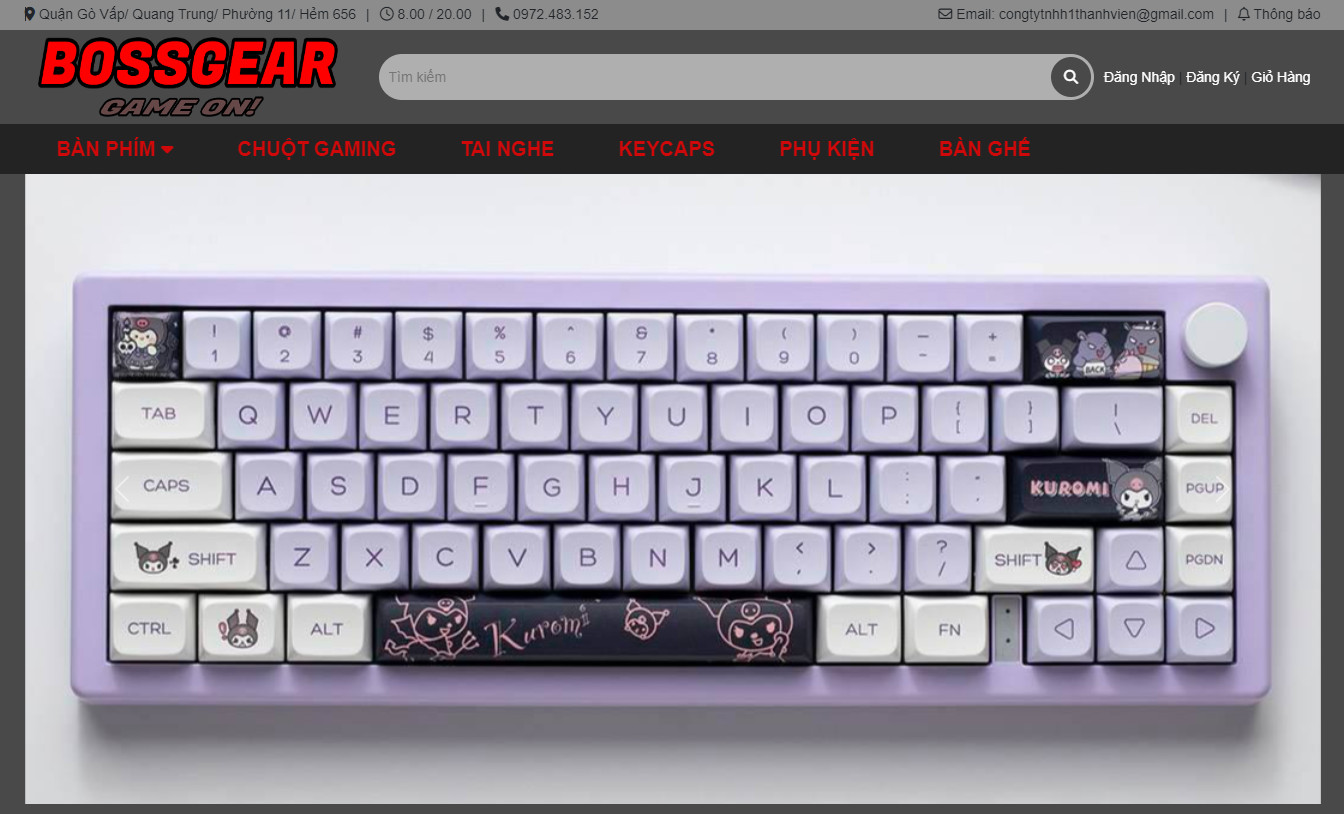 Quận Gò Vấp/ Quang Trung/ Phường 11/ Hẻm 656 | 8.00 / 20.00 | 0972.483.152
Email: congtytnhh1thanhvien@gmail.com | Thông báo
BOSSGEAR
GAME ON!
Tìm kiếm
Đăng Nhập | Đăng Ký | Giỏ Hàng
BÀN PHÍM CHUỘT GAMING TAI NGHE KEYCAPS PHỤ KIỆN BÀN GHẾ
! @ # $ % ^ & * ( ) — +
1 2 3 4 5 6 7 8 9 0 - =
BACK
TAB Q W E R T Y U I O P { [ } ] | \ DEL
CAPS A S D F G H J K L : ; " ' KUROMI PGUP
SHIFT Z X C V B N M < , > . ? / SHIFT PGDN
CTRL ALT Kuromi ALT FN